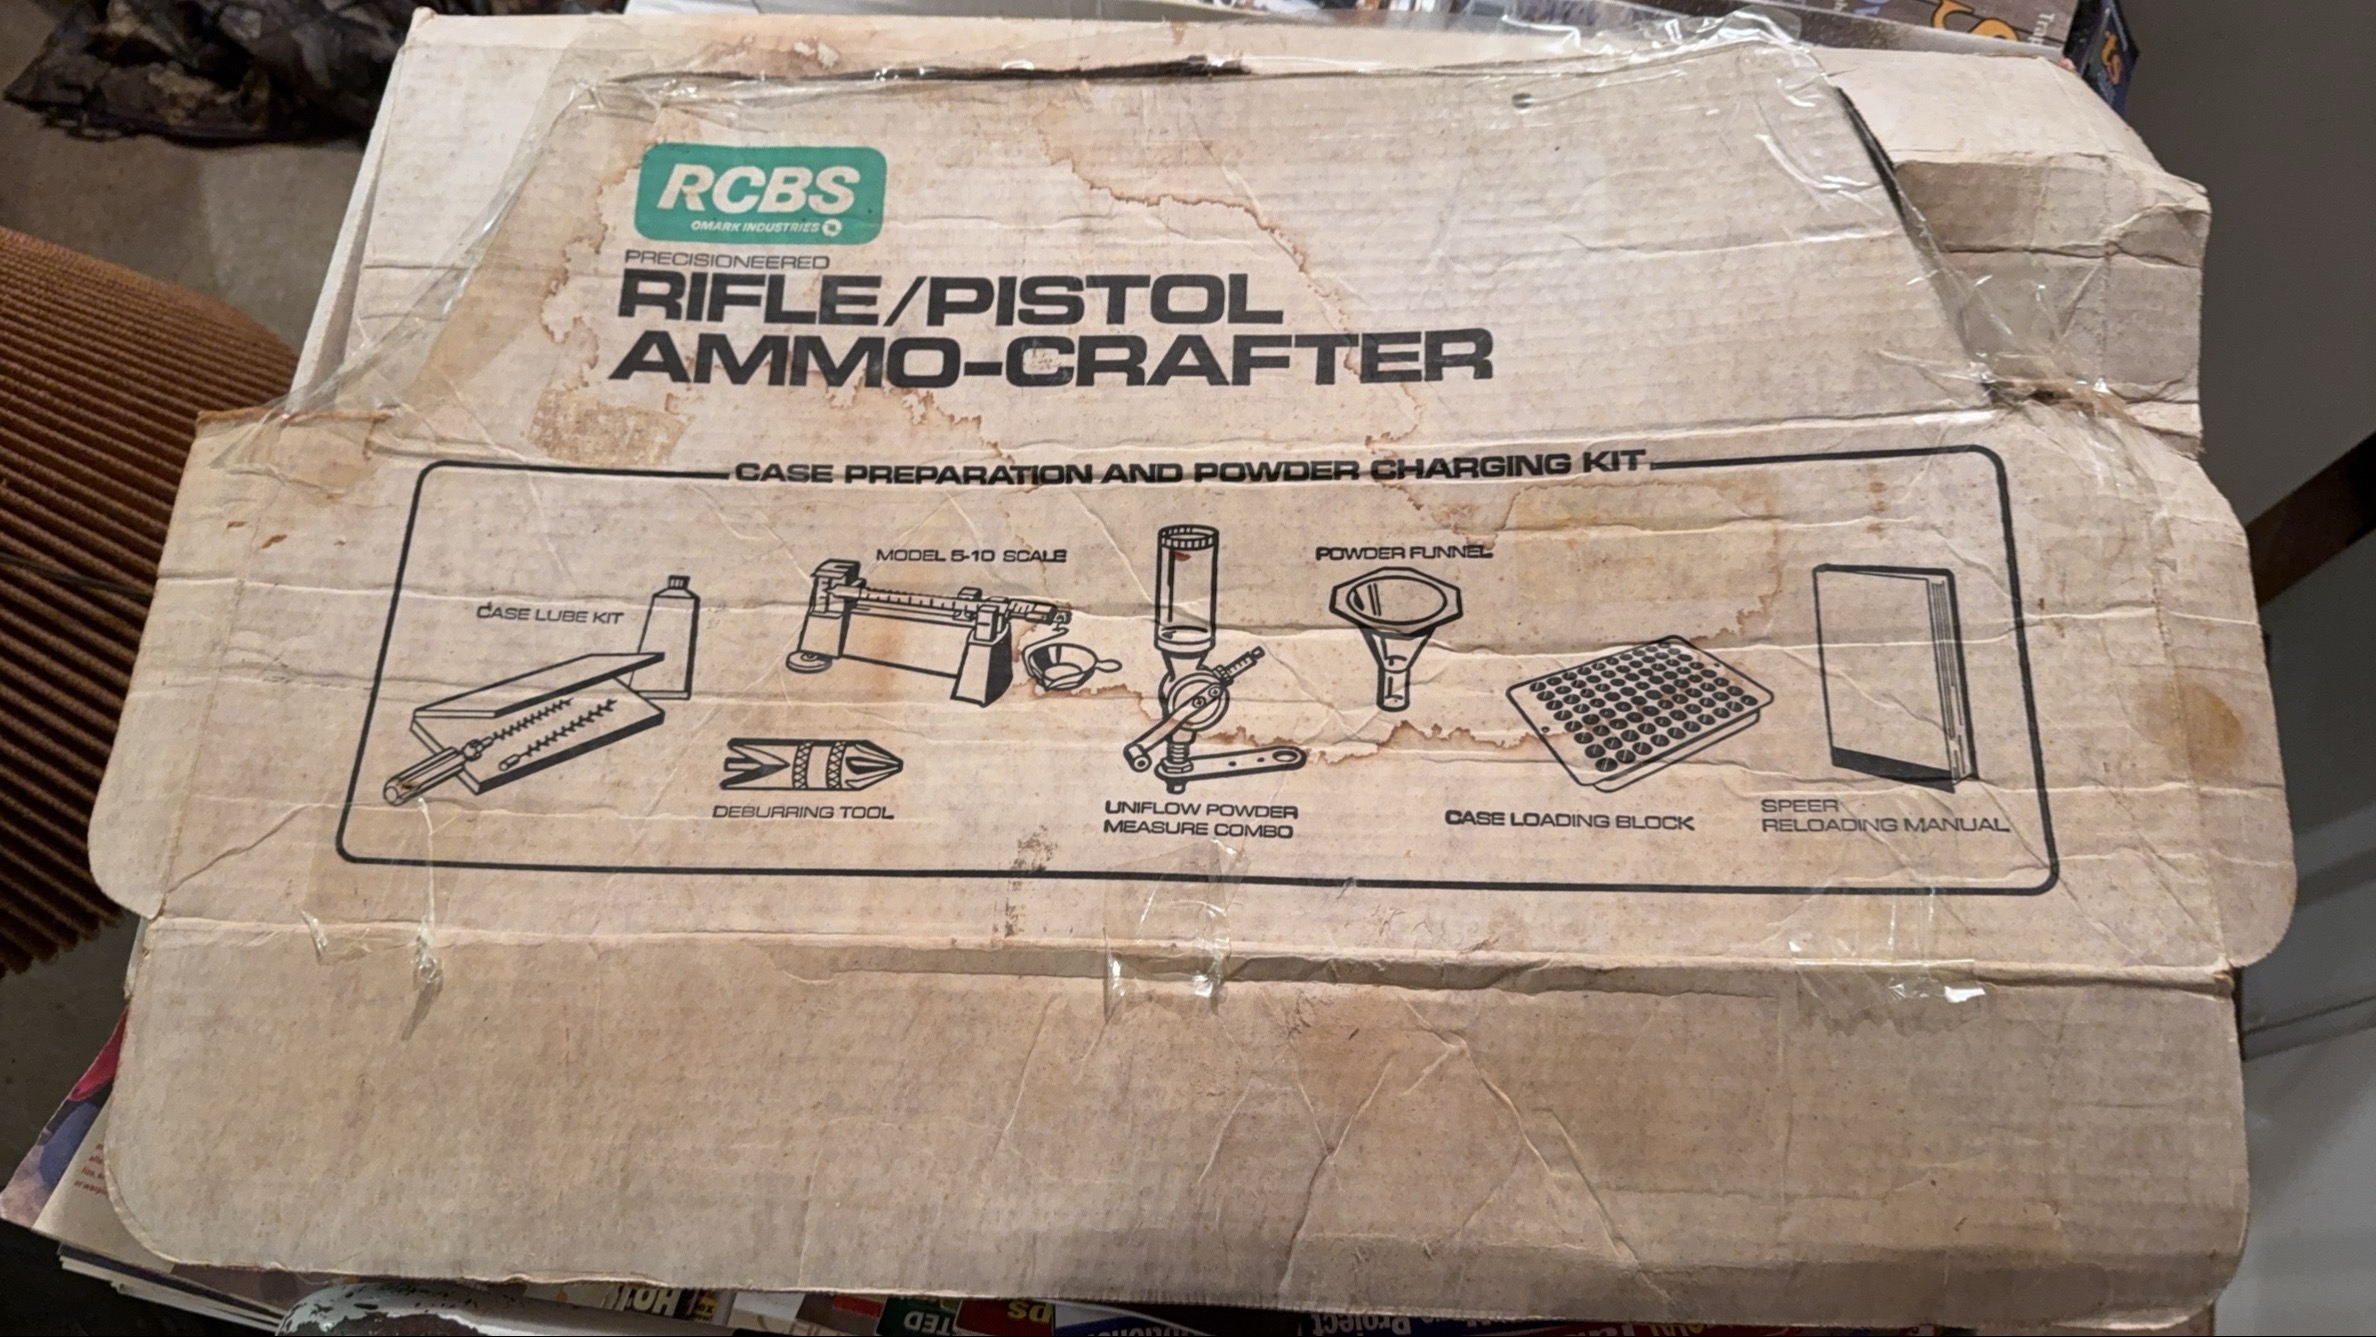 RCBS
OMARK INDUSTRIES
PRECISIONEERED
RIFLE/PISTOL
AMMO-CRAFTER
CASE PREPARATION AND POWDER CHARGING KIT
MODEL 5-10 SCALE
POWDER FUNNEL
CASE LUBE KIT
DEBURRING TOOL
UNIFLOW POWDER
MEASURE COMBO
CASE LOADING BLOCK
SPEER
RELOADING MANUAL